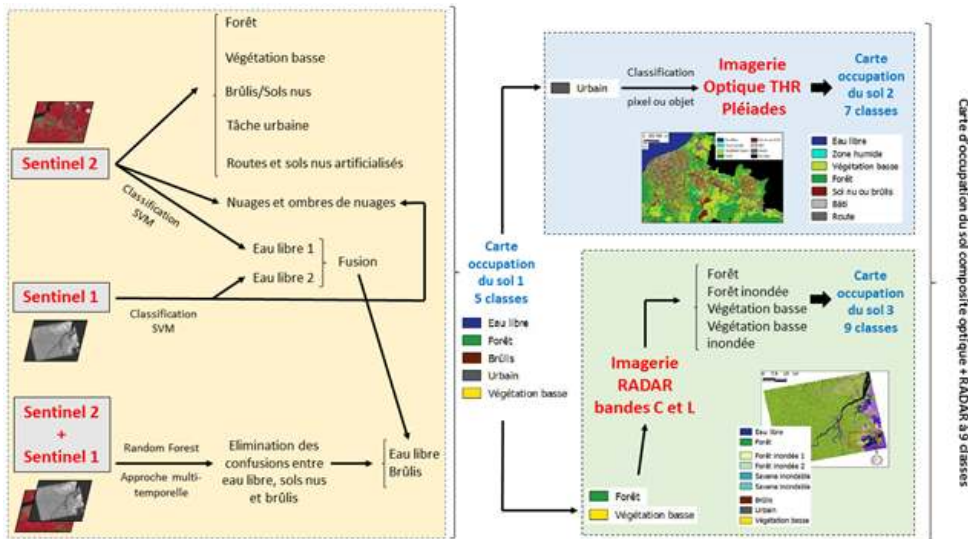 Forêt
Végétation basse
Brûlis/Sols nus
Tâche urbaine
Routes et sols nus artificialisés
Sentinel 2
Classification
SVM
Nuages et ombres de nuages
Eau libre 1
Eau libre 2
Fusion
Sentinel 1
Classification
SVM
Sentinel 2
+
Sentinel 1
Random Forest
Approche multi-
temporelle
Elimination des
confusions entre
eau libre, sols nus
et brûlis
Eau libre
Brûlis
Carte
occupation
du sol 1
5 classes
Eau libre
Forêt
Brûlis
Urbain
Végétation basse
Urbain
Classification
pixel ou objet
Imagerie
Optique THR
Pléiades
Carte
occupation
du sol 2
7 classes
Eau libre
Zone humide
Végétation basse
Forêt
Sol nu ou brûlis
Bâti
Route
Forêt
Végétation basse
Imagerie
RADAR
bandes C et L
Forêt
Forêt inondée
Végétation basse
Végétation basse
inondée
Carte
occupation
du sol 3
9 classes
Eau libre
Forêt
Forêt inondée 1
Forêt inondée 2
Savane inondable
Savane inondable
Brûlis
Urbain
Végétation basse
Carte d'occupation du sol composite optique + RADAR à 9 classes